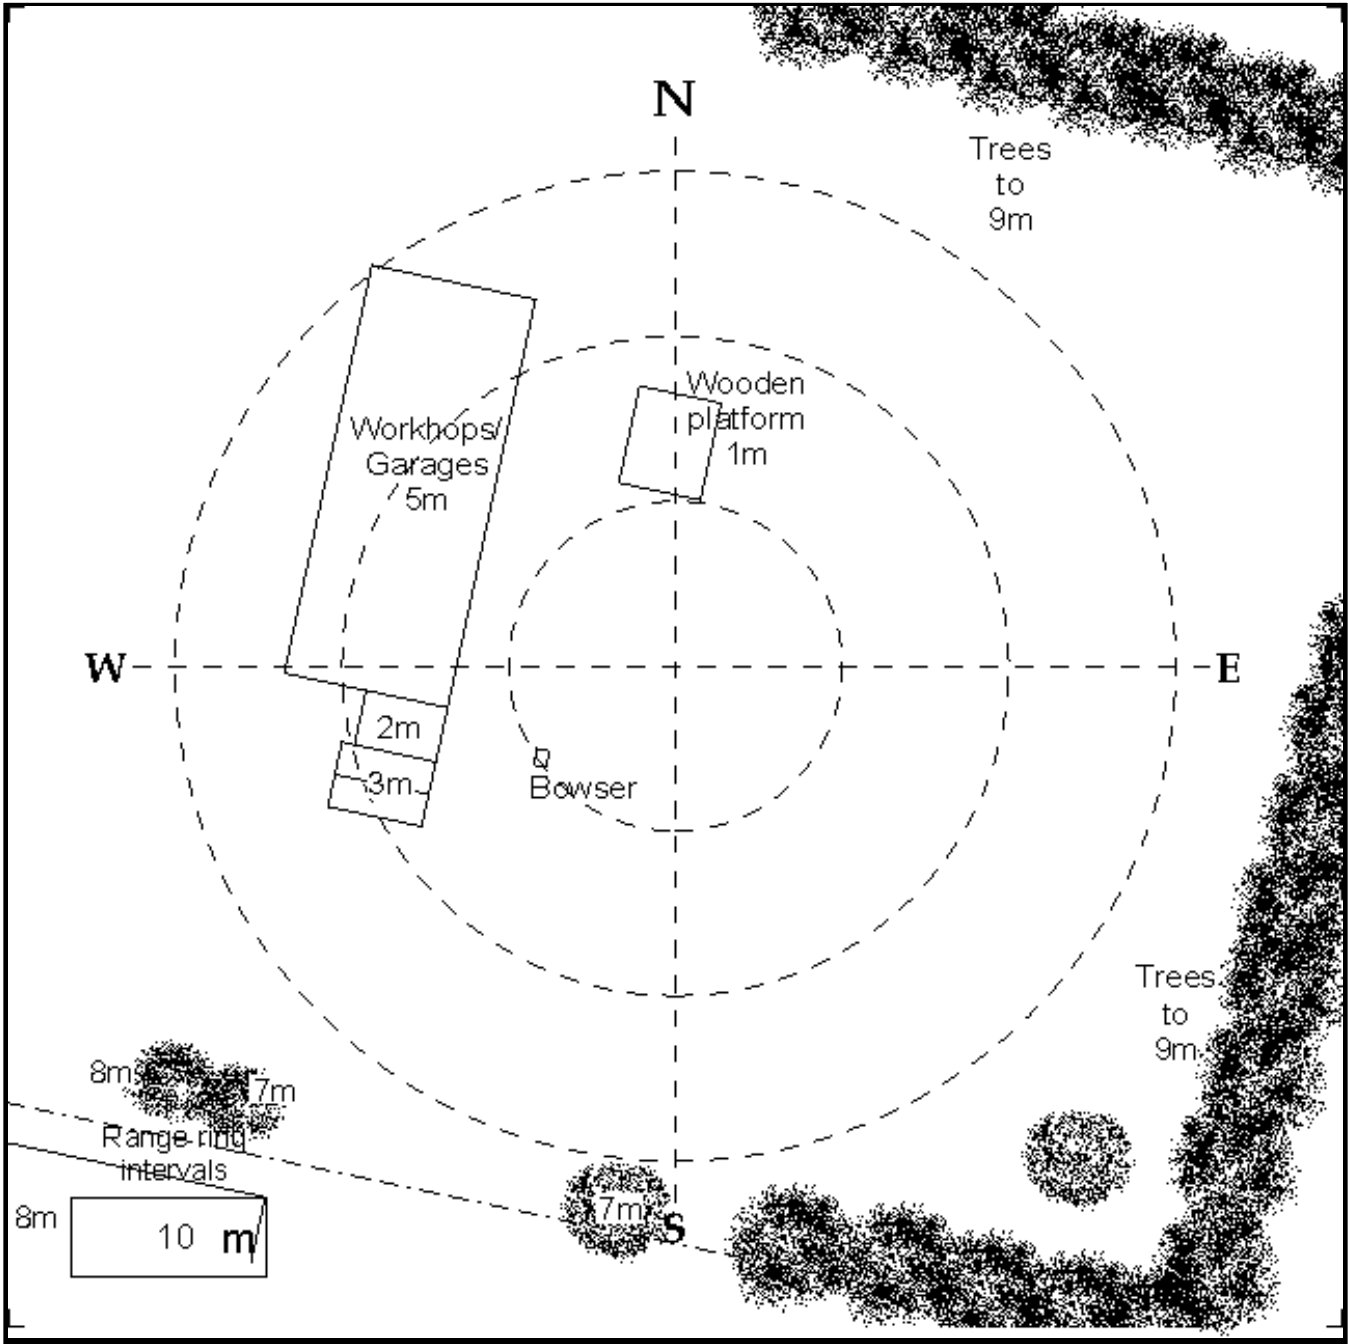 N
Trees
to
9m
Wooden
platform
1m
Workhops/
Garages
5m
W
E
2m
3m
Bowser
Trees
to
9m
8m
7m
Range ring
intervals
8m
10 m
7m
S